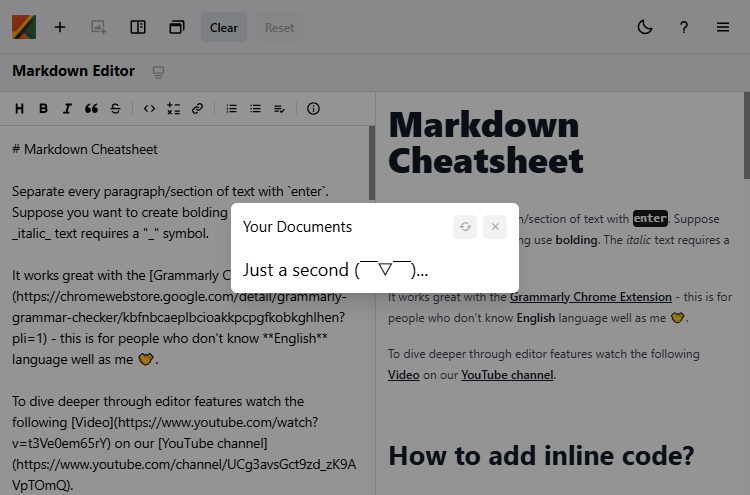 Clear
Reset
Markdown Editor
H B I
# Markdown Cheatsheet
Separate every paragraph/section of text with `enter`.
Suppose you want to create bolding
_italic_ text requires a "_" symbol.
It works great with the [Grammarly C
(https://chromewebstore.google.com/detail/grammarly-
grammar-checker/kbfnbcaeplbcioakkpcpgfkobkghlhen?
pli=1) - this is for people who don't know **English**
language well as me 🤝.
To dive deeper through editor features watch the
following [Video](https://www.youtube.com/watch?
v=t3Ve0em65rY) on our [YouTube channel]
(https://www.youtube.com/channel/UCg3avsGct9zd_zK9A
VpTOmQ).
Your Documents
Just a second (￣▽￣)...
Markdown
Cheatsheet
/section of text with enter. Suppose
ng use bolding. The italic text requires a
It works great with the Grammarly Chrome Extension - this is for
people who don't know English language well as me 🤝.
To dive deeper through editor features watch the following
Video on our YouTube channel.
How to add inline code?